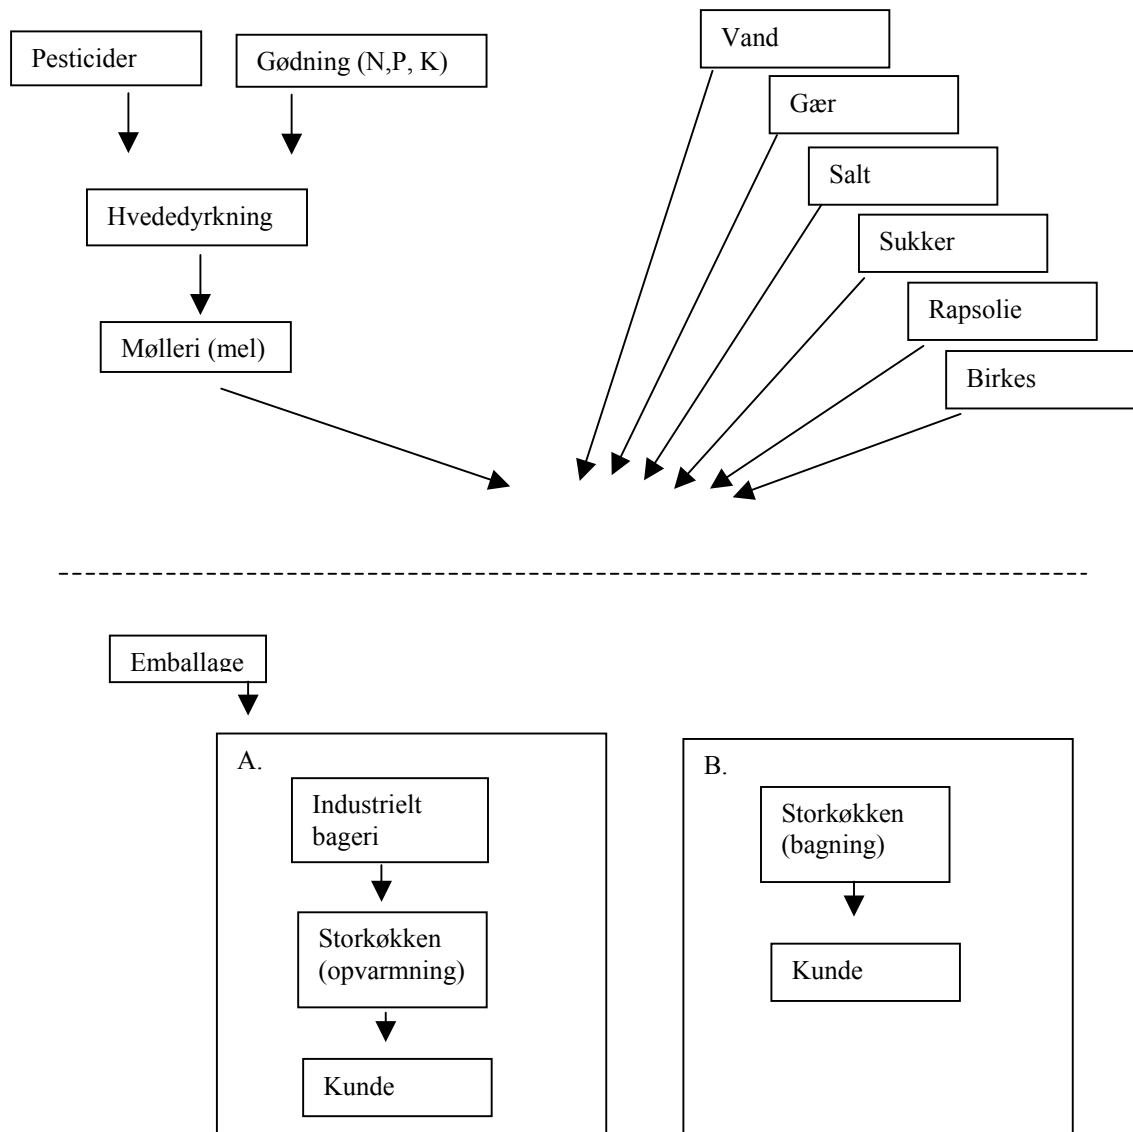 Pesticider
Gødning (N,P, K)
Vand
Gær
Salt
Sukker
Rapsolie
Birkes
Hvededyrkning
Mølleri (mel)
Emballage
A.
Industrielt
bageri
Storkøkken
(opvarmning)
Kunde
B.
Storkøkken
(bagning)
Kunde